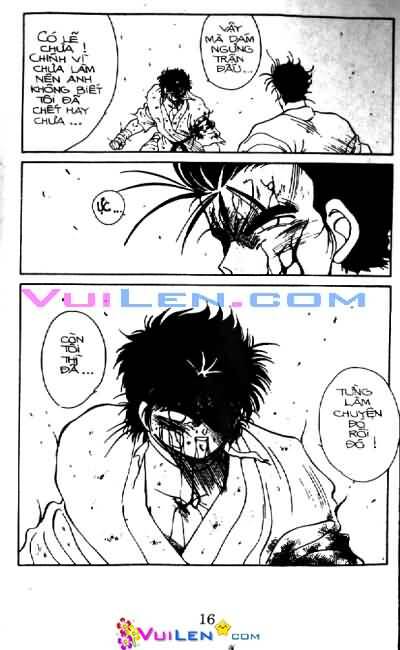 CÓ LẼ
CHƯA !
CHÍNH VÌ
CHƯA LÀM
NÊN ANH
KHÔNG BIẾT
TÔI ĐÃ
CHẾT HAY
CHƯA ...
VẬY
MÀ DÁM
NGƯNG
TRẬN
ĐẤU ...
ỰC ...
VUILEN.COM
CÒN
TÔI
THÌ
ĐÃ ...
TỪNG
LÀM
CHUYỆN
ĐÓ
RỒI
ĐÓ !
16
VUILEN.COM